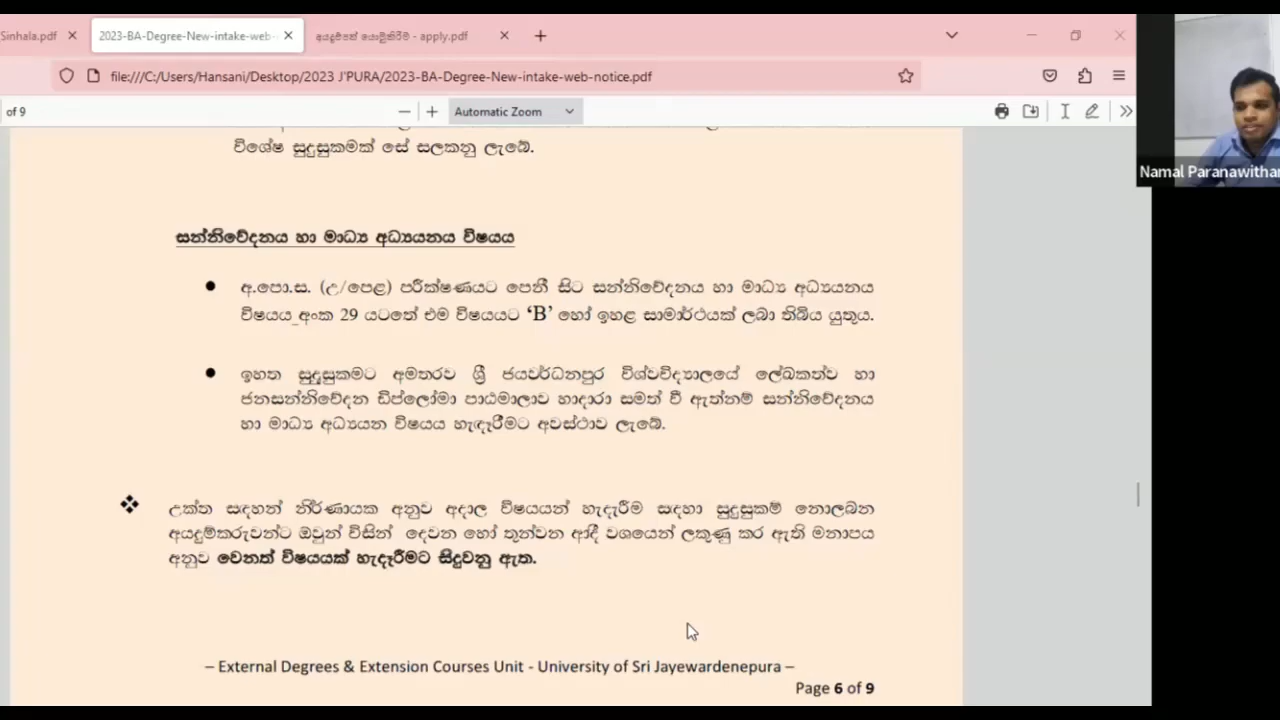 Sinhala.pdf
2023-BA-Degree-New-intake-web-
අයදුම්පත් යොමුකිරීම - apply.pdf
file:///C:/Users/Hansani/Desktop/2023 J'PURA/2023-BA-Degree-New-intake-web-notice.pdf
of 9
Automatic Zoom
Namal Paranawithan
විශේෂ සුදුසුකමක් සේ සලකනු ලැබේ.
සන්නිවේදනය හා මාධ්‍ය අධ්‍යයනය විෂයය
අ.පො.ස. (උ/පෙළ) පරීක්ෂණයට පෙනී සිට සන්නිවේදනය හා මාධ්‍ය අධ්‍යයනය
විෂයය අංක 29 යටතේ එම විෂයයට ‘B’ හෝ ඉහළ සාමාර්ථයක් ලබා තිබිය යුතුය.
ඉහත සුදුසුකමට අමතරව ශ්‍රී ජයවර්ධනපුර විශ්වවිද්‍යාලයේ ලේඛකත්ව හා
ජනසන්නිවේදන ඩිප්ලෝමා පාඨමාලාව හාදාරා සමත් වී ඇත්නම් සන්නිවේදනය
හා මාධ්‍ය අධ්‍යයන විෂයය හැඳෑරීමට අවස්ථාව ලැබේ.
උක්ත සඳහන් නිර්ණායක අනුව අදාල විෂයයන් හැදෑරීම සඳහා සුදුසුකම් නොලබන
අයදුම්කරුවන්ට ඔවුන් විසින් දෙවන හෝ තුන්වන ආදී වශයෙන් ලකුණු කර ඇති මනාපය
අනුව වෙනත් විෂයයක් හැදෑරීමට සිදුවනු ඇත.
– External Degrees & Extension Courses Unit - University of Sri Jayewardenepura –
Page 6 of 9